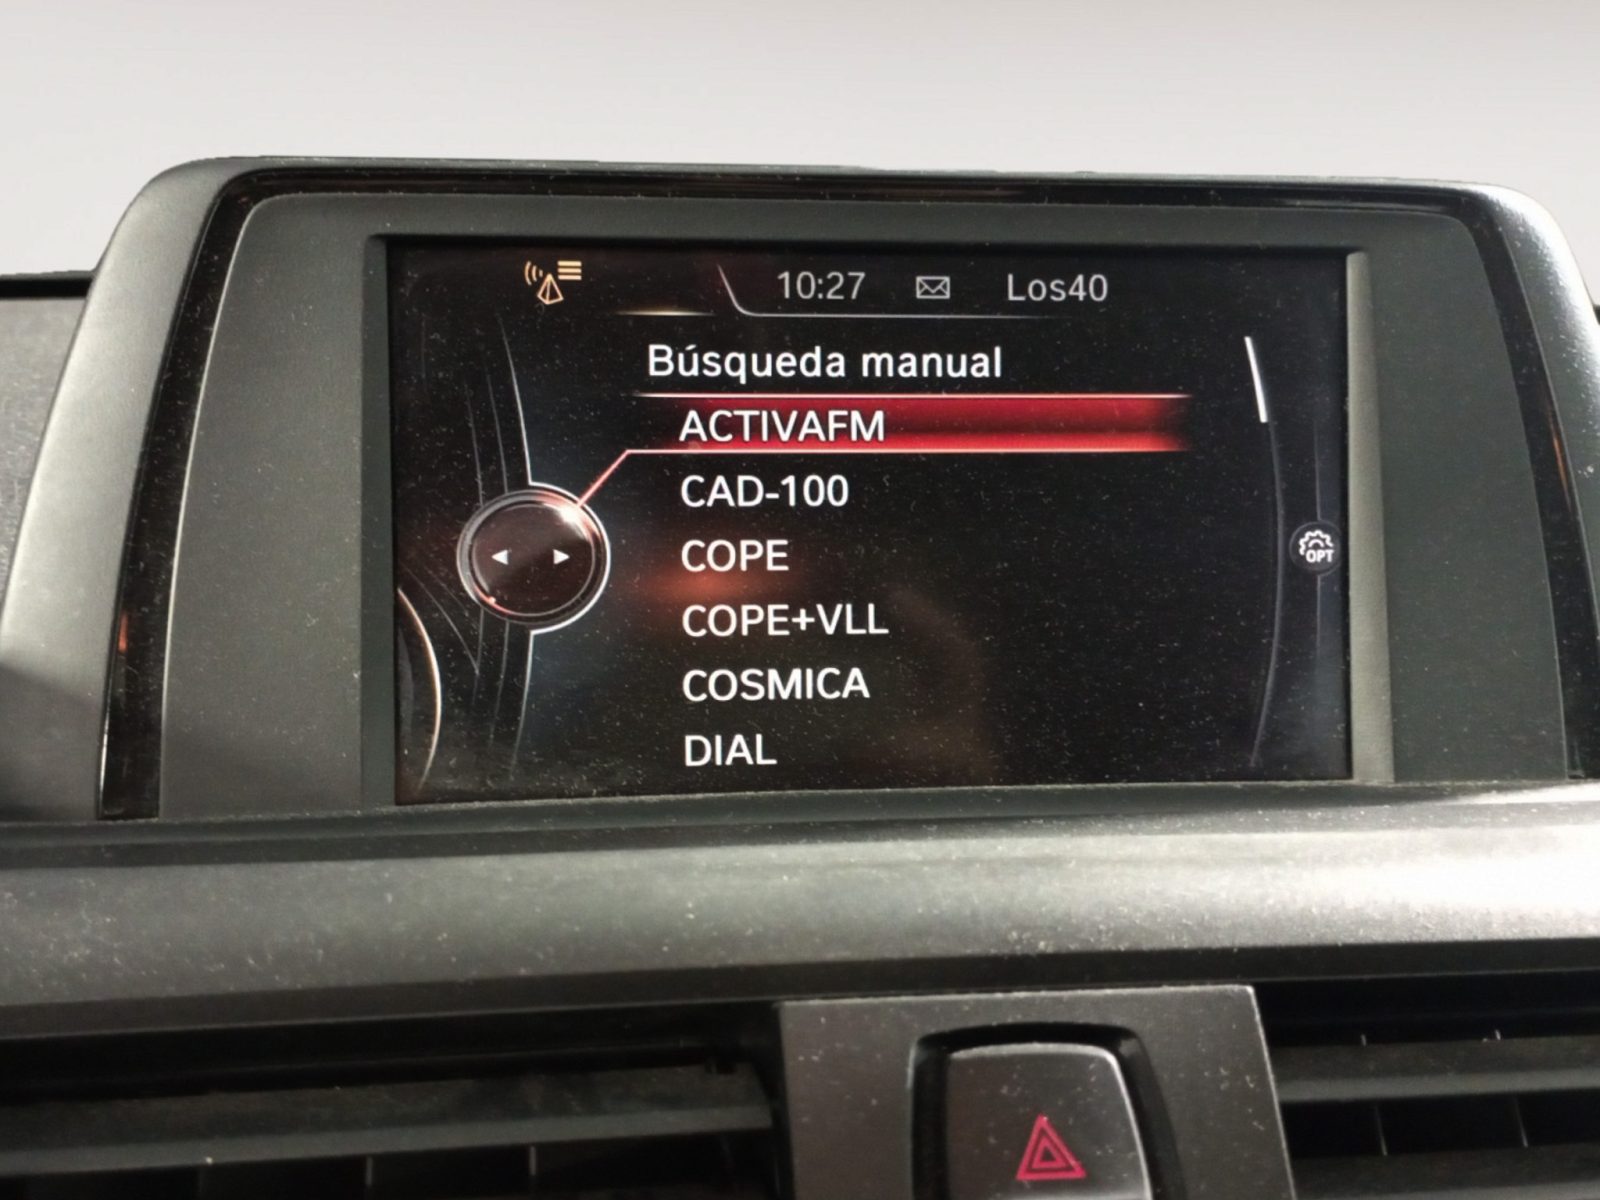 10:27 Los40
Búsqueda manual
ACTIVAFM
CAD-100
COPE
OPT
COPE+VLL
COSMICA
DIAL